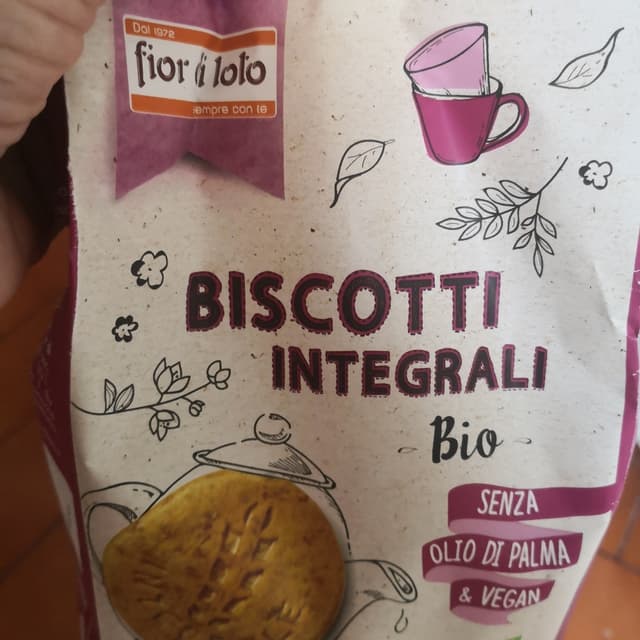 Dal 1972
fior di loto
sempre con te
BISCOTTI
INTEGRALI
Bio
SENZA
OLIO DI PALMA
& VEGAN